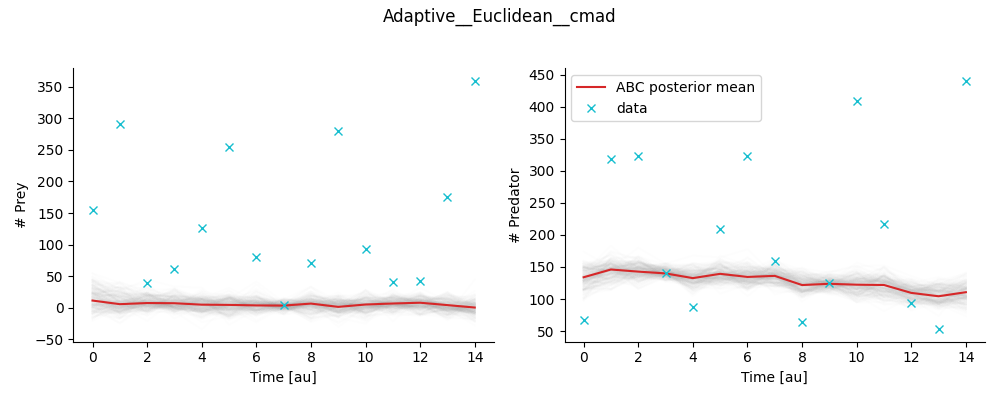 Adaptive__Euclidean__cmad
# Prey
350
300
250
200
150
100
50
0
−50
0 2 4 6 8 10 12 14
Time [au]
# Predator
450
400
350
300
250
200
150
100
50
ABC posterior mean
data
0 2 4 6 8 10 12 14
Time [au]